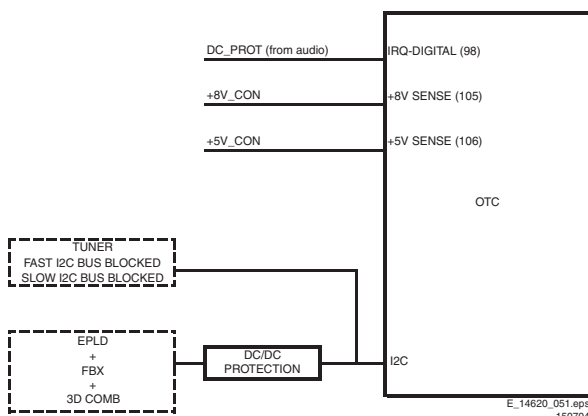 DC_PROT (from audio)
IRQ-DIGITAL (98)
+8V_CON
+8V SENSE (105)
+5V_CON
+5V SENSE (106)
OTC
TUNER
FAST I2C BUS BLOCKED
SLOW I2C BUS BLOCKED
EPLD
+
FBX
+
3D COMB
DC/DC
PROTECTION
I2C
E_14620_051.eps